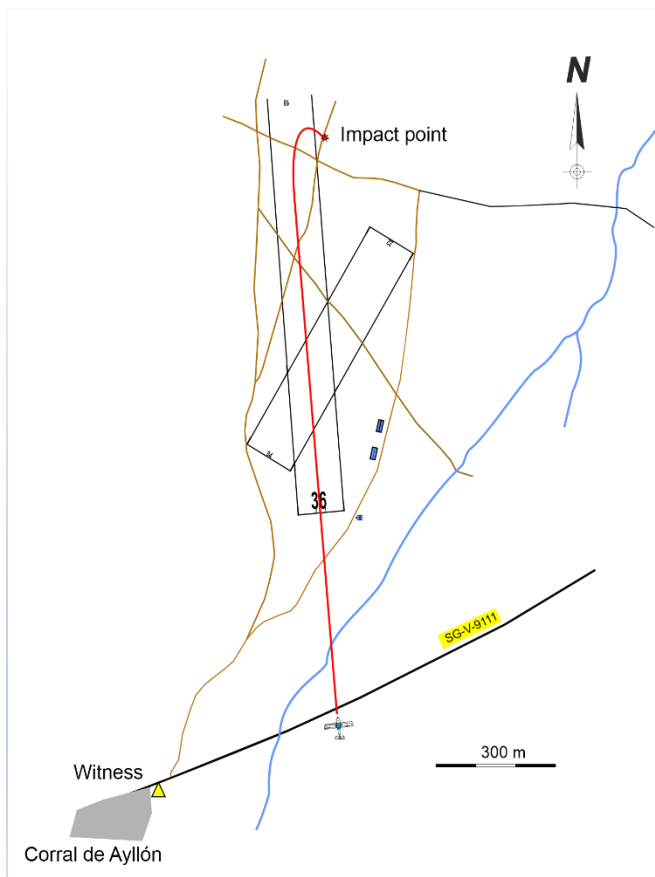 N
Impact point
36
SG-V-9111
300 m
Witness
Corral de Ayllón